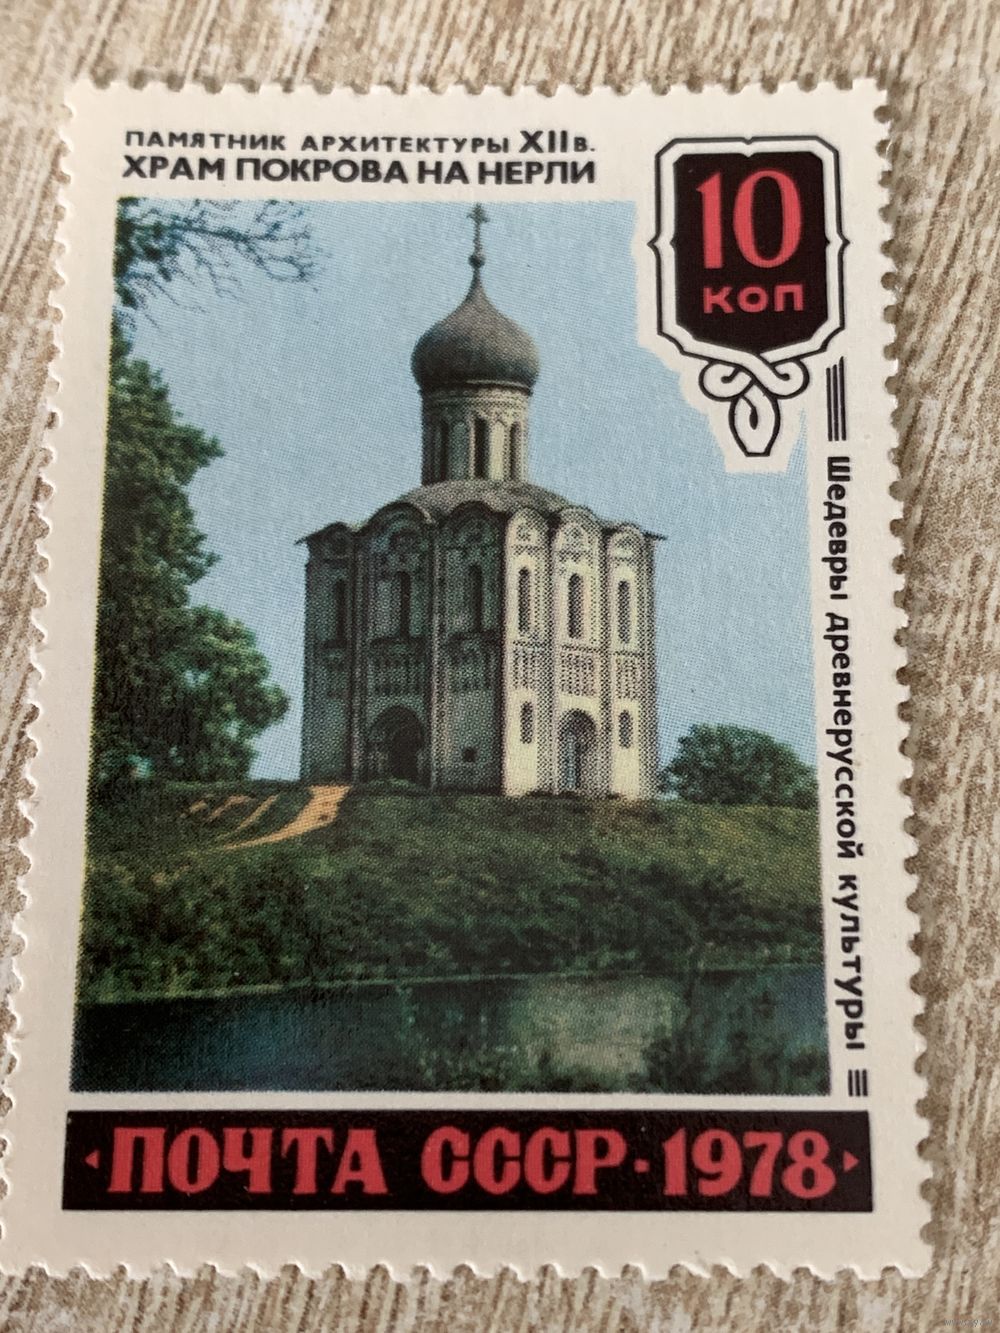 ПАМЯТНИК АРХИТЕКТУРЫ XII в.
ХРАМ ПОКРОВА НА НЕРЛИ
10
КОП
Шедевры древнерусской культуры
ПОЧТА СССР · 1978